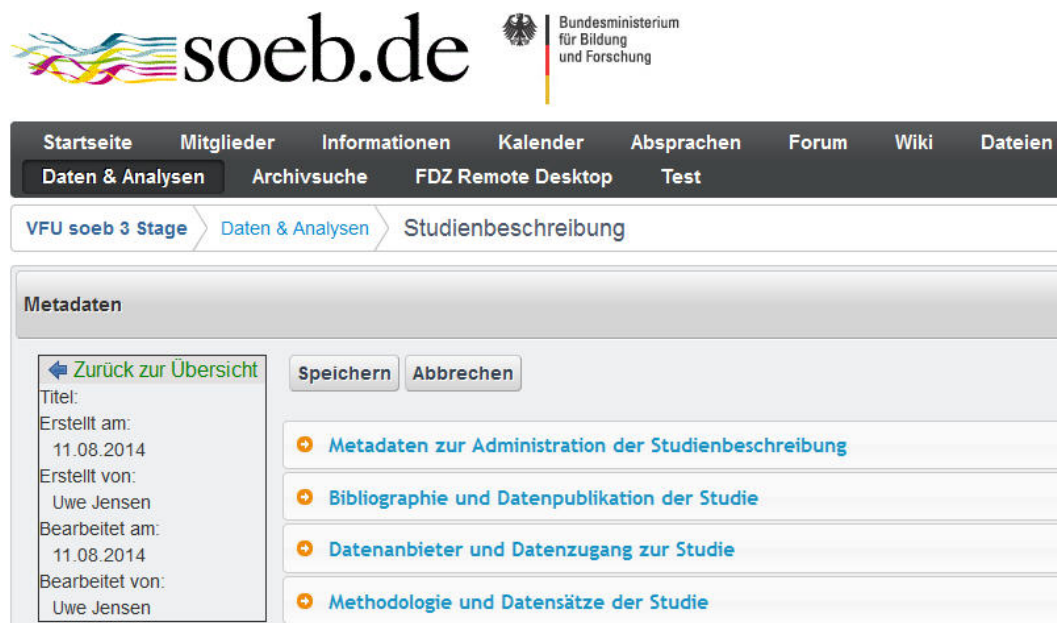 soeb.de
Bundesministerium
für Bildung
und Forschung
Startseite Mitglieder Informationen Kalender Absprachen Forum Wiki Dateien
Daten & Analysen Archivsuche FDZ Remote Desktop Test
VFU soeb 3 Stage Daten & Analysen Studienbeschreibung
Metadaten
Zurück zur Übersicht
Titel:
Erstellt am:
11.08.2014
Erstellt von:
Uwe Jensen
Bearbeitet am:
11.08.2014
Bearbeitet von:
Uwe Jensen
Speichern Abbrechen
Metadaten zur Administration der Studienbeschreibung
Bibliographie und Datenpublikation der Studie
Datenanbieter und Datenzugang zur Studie
Methodologie und Datensätze der Studie